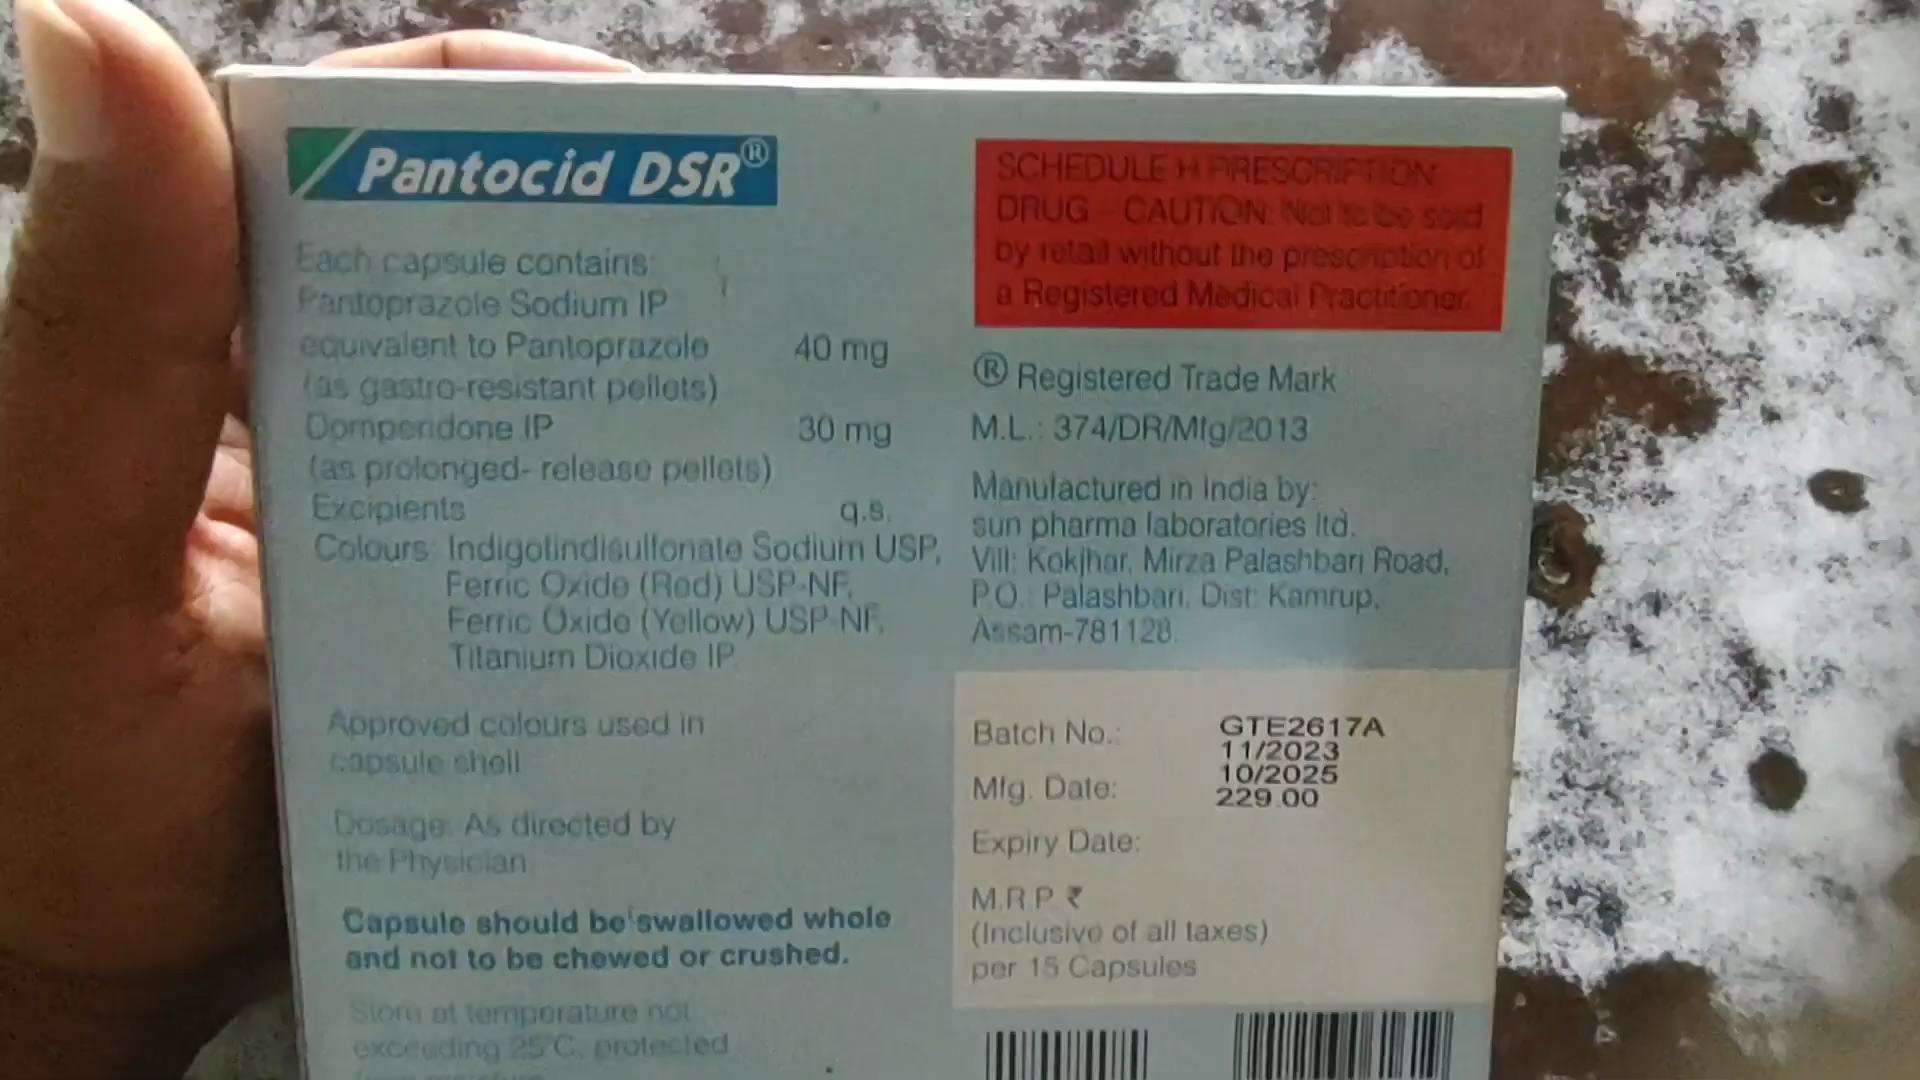 Pantocid DSR®
Each capsule contains:
Pantoprazole Sodium IP
equivalent to Pantoprazole 40 mg
(as gastro-resistant pellets)
Domperidone IP 30 mg
(as prolonged- release pellets)
Excipients q.s.
Colours: Indigotindisulfonate Sodium USP,
Ferric Oxide (Red) USP-NF,
Ferric Oxide (Yellow) USP-NF,
Titanium Dioxide IP
Approved colours used in
capsule shell
Dosage: As directed by
the Physician
Capsule should be swallowed whole
and not to be chewed or crushed.
Store at temperature not
exceeding 25°C, protected
SCHEDULE H PRESCRIPTION
DRUG - CAUTION: Not to be sold
by retail without the prescription of
a Registered Medical Practitioner.
® Registered Trade Mark
M.L.: 374/DR/Mfg/2013
Manufactured in India by:
sun pharma laboratories ltd.
Vill: Kokjhar, Mirza Palashbari Road,
P.O.: Palashbari, Dist: Kamrup,
Assam-781128.
Batch No.: GTE2617A
11/2023
10/2025
Mfg. Date: 229.00
Expiry Date:
M.R.P. ₹
(Inclusive of all taxes)
per 15 Capsules